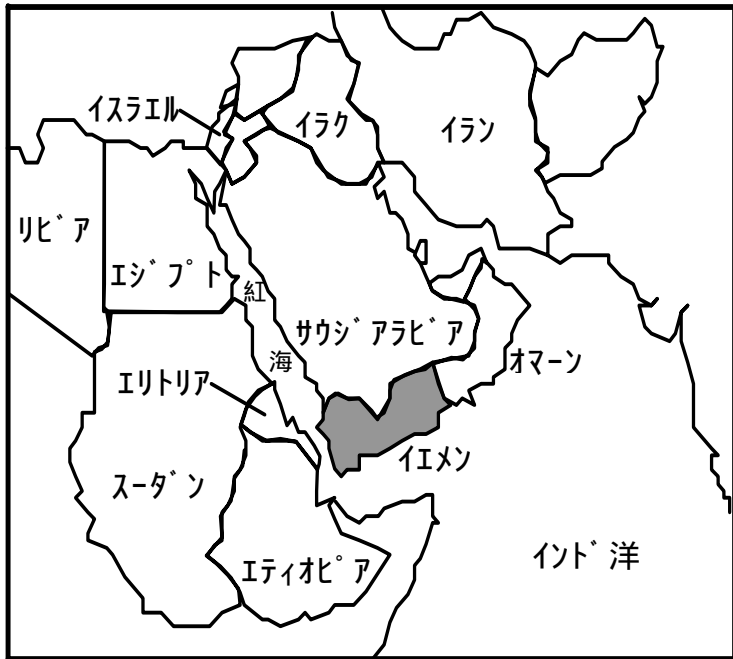 イスラエル
イラク
イラン
リビア
エジプト
紅
海
サウジアラビア
オマーン
エリトリア
スーダン
イエメン
エティオピア
インド洋